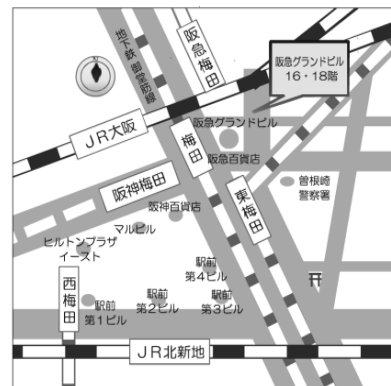 地下鉄 御堂筋線
阪急梅田
阪急グランドビル
16・18階
JR大阪
梅田
阪急グランドビル
阪急百貨店
阪神梅田
東梅田
曽根崎
警察署
阪神百貨店
マルビル
ヒルトンプラザ
イースト
西梅田
駅前
第4ビル
駅前
第1ビル
駅前
第2ビル
駅前
第3ビル
JR北新地